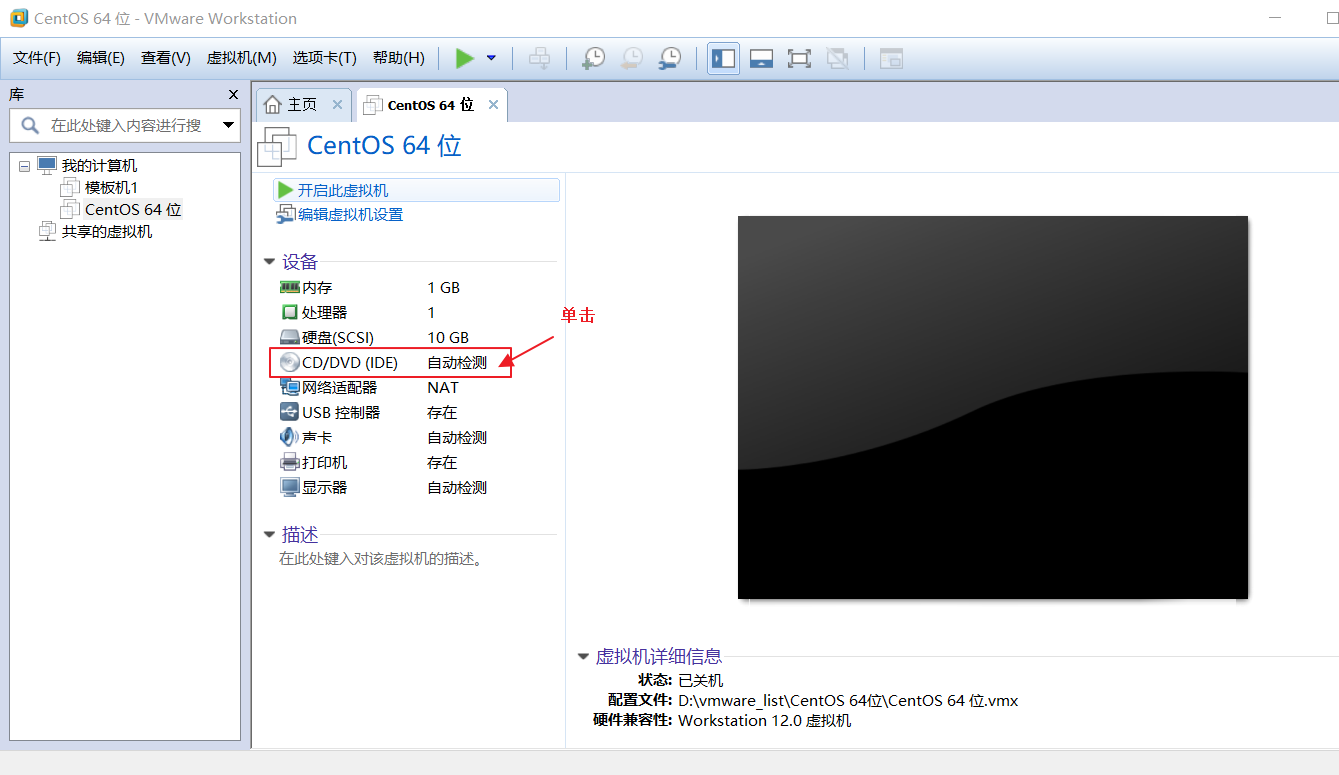 CentOS 64 位 - VMware Workstation
文件(F) 编辑(E) 查看(V) 虚拟机(M) 选项卡(T) 帮助(H)
库
在此处键入内容进行搜
我的计算机
模板机1
CentOS 64 位
共享的虚拟机
主页 CentOS 64 位
CentOS 64 位
开启此虚拟机
编辑虚拟机设置
设备
内存 1 GB
处理器 1
硬盘(SCSI) 10 GB
CD/DVD (IDE) 自动检测
网络适配器 NAT
USB 控制器 存在
声卡 自动检测
打印机 存在
显示器 自动检测
单击
描述
在此处键入对该虚拟机的描述。
虚拟机详细信息
状态: 已关机
配置文件: D:\vmware_list\CentOS 64位\CentOS 64 位.vmx
硬件兼容性: Workstation 12.0 虚拟机